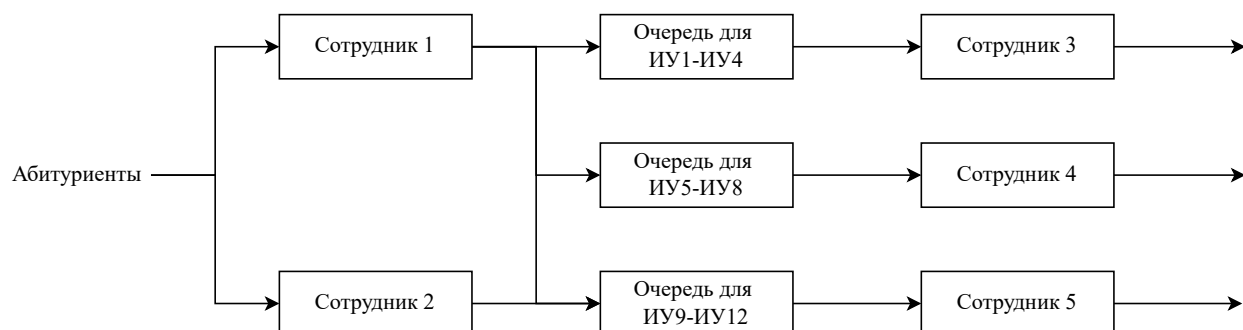 Сотрудник 1
Очередь для
ИУ1-ИУ4
Сотрудник 3
Абитуриенты
Очередь для
ИУ5-ИУ8
Сотрудник 4
Сотрудник 2
Очередь для
ИУ9-ИУ12
Сотрудник 5